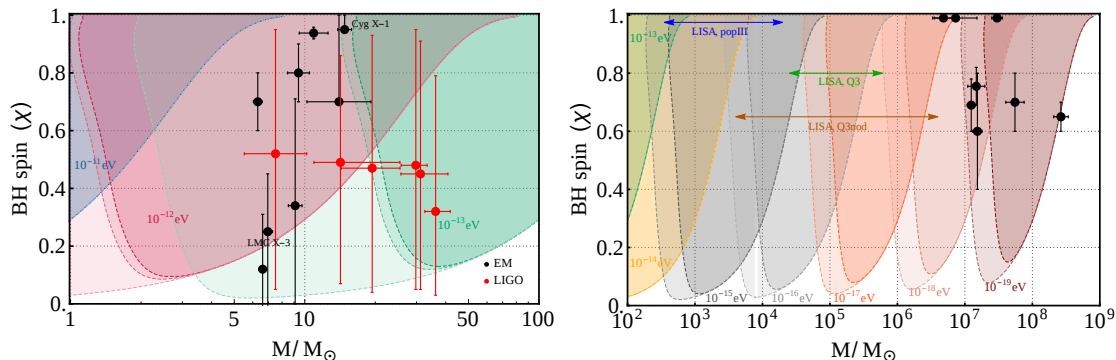 1.
0.8
0.6
0.4
0.2
0.
BH spin (χ)
10⁻¹¹eV
10⁻¹²eV
10⁻¹³eV
Cyg X-1
LMC X-3
EM
LIGO
1 5 10 50 100
M/M⊙
1.
0.8
0.6
0.4
0.2
0.
BH spin (χ)
10⁻¹³eV
LISA, popIII
LISA, Q3
LISA, Q3nod
10⁻¹⁴eV
10⁻¹⁵eV
10⁻¹⁶eV
10⁻¹⁷eV
10⁻¹⁸eV
10⁻¹⁹eV
10² 10³ 10⁴ 10⁵ 10⁶ 10⁷ 10⁸ 10⁹
M/M⊙